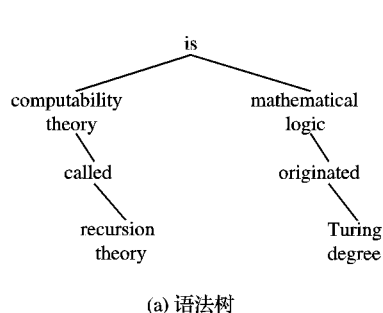 is
computability mathematical
theory logic
called originated
recursion Turing
theory degree
(a) 语法树